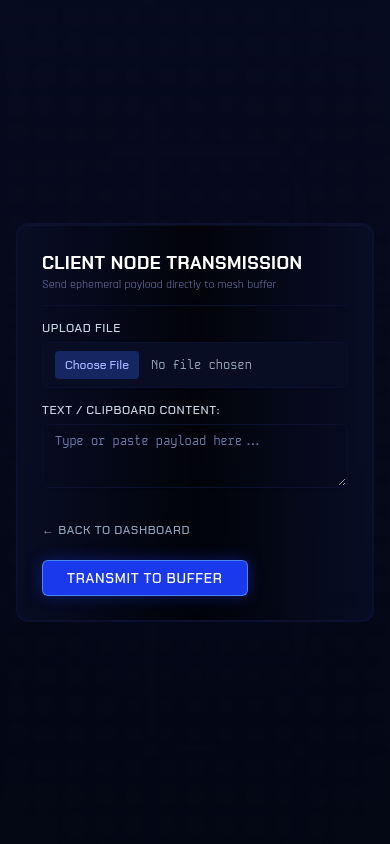 CLIENT NODE TRANSMISSION
Send ephemeral payload directly to mesh buffer
UPLOAD FILE
Choose File No file chosen
TEXT / CLIPBOARD CONTENT:
Type or paste payload here...
← BACK TO DASHBOARD
TRANSMIT TO BUFFER